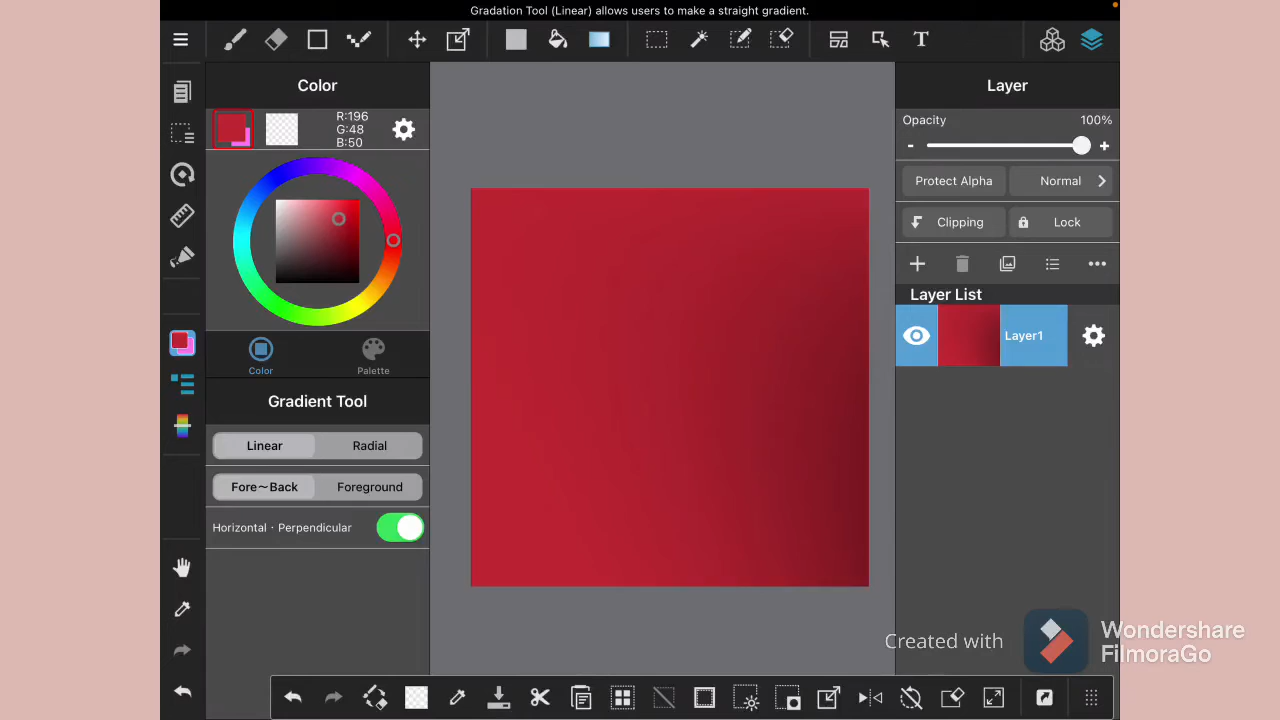 Gradation Tool (Linear) allows users to make a straight gradient.
T
Color
R:196
G:48
B:50
Color
Palette
Gradient Tool
Linear
Radial
Fore～Back
Foreground
Horizontal・Perpendicular
Layer
Opacity
100%
-
+
Protect Alpha
Normal
Clipping
Lock
Layer List
Layer1
Created with
Wondershare
FilmoraGo